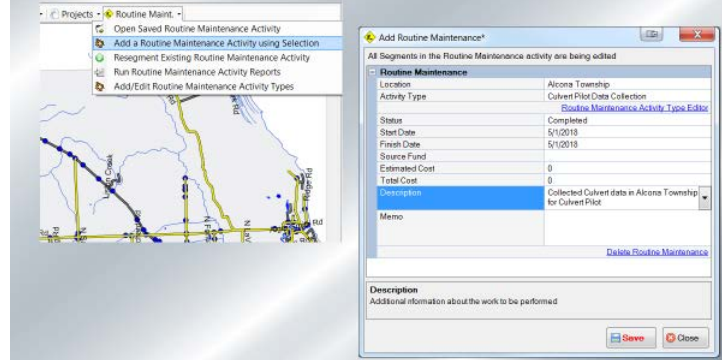 Projects
Routine Maint.
Open Saved Routine Maintenance Activity
Add a Routine Maintenance Activity using Selection
Resegment Existing Routine Maintenance Activity
Run Routine Maintenance Activity Reports
Add/Edit Routine Maintenance Activity Types
Ridge Rd
Rd
Add Routine Maintenance*
All Segments in the Routine Maintenance activity are being edited
Routine Maintenance
Location Alcona Township
Activity Type Culvert Pilot Data Collection
Routine Maintenance Activity Type Editor
Status Completed
Start Date 5/1/2018
Finish Date 5/1/2018
Source Fund
Estimated Cost 0
Total Cost 0
Description Collected Culvert data in Alcona Township
for Culvert Pilot
Memo
Delete Routine Maintenance
Description
Additional nformation about the work to be performed
Save
Close